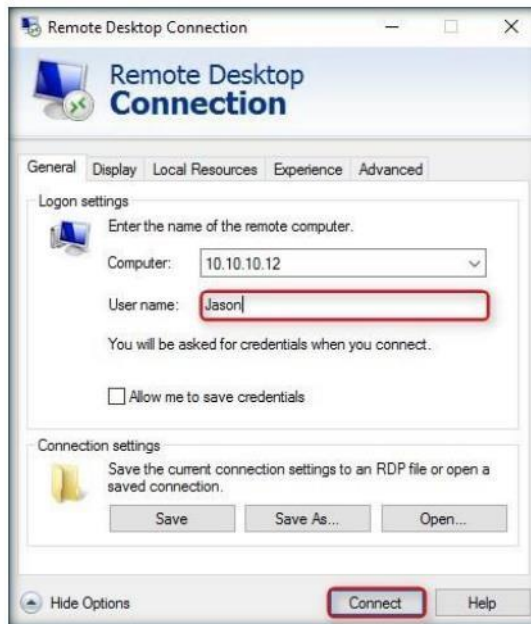 Remote Desktop Connection
Remote Desktop
Connection
General Display Local Resources Experience Advanced
Logon settings
Enter the name of the remote computer.
Computer: 10.10.10.12
User name: Jason
You will be asked for credentials when you connect.
Allow me to save credentials
Connection settings
Save the current connection settings to an RDP file or open a
saved connection.
Save Save As... Open...
Hide Options Connect Help